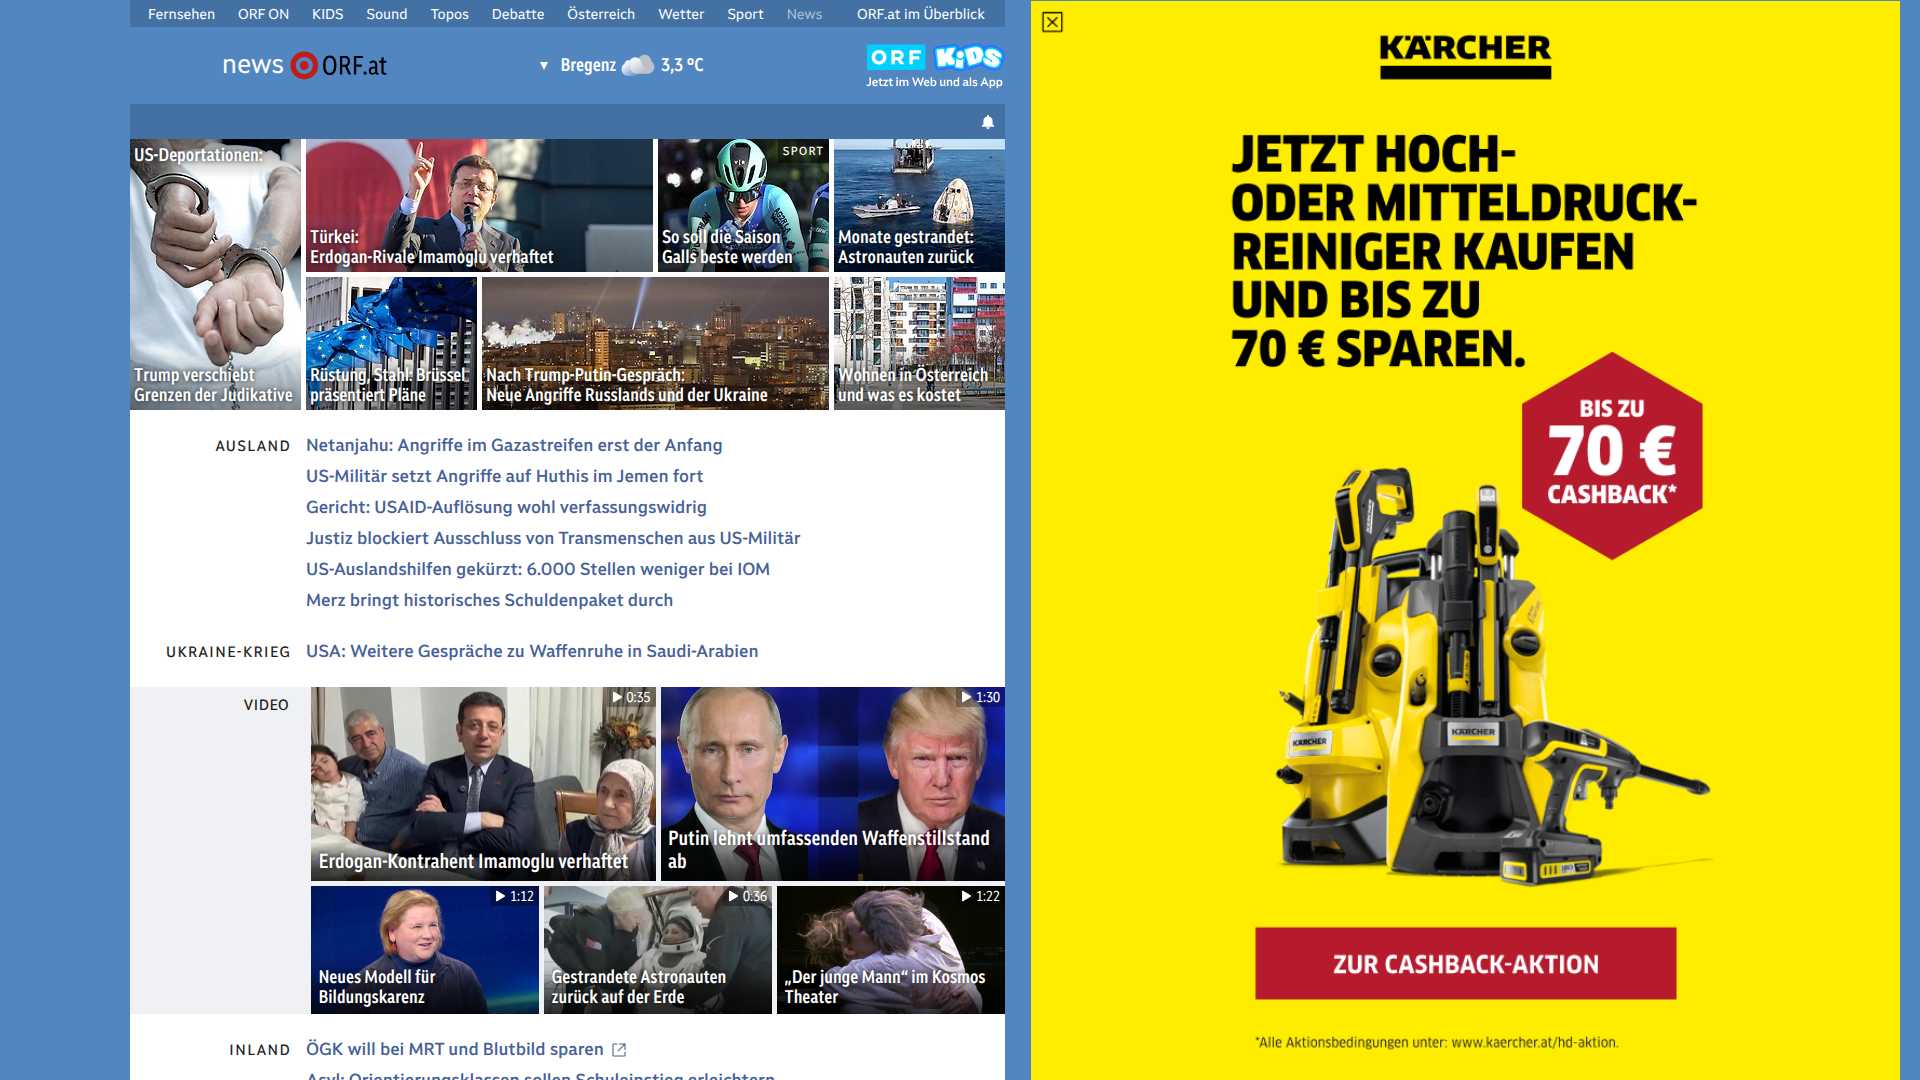 Fernsehen ORF ON KIDS Sound Topos Debatte Österreich Wetter Sport News ORF.at im Überblick
news ORF.at
▼ Bregenz 3,3 °C
ORF KiDS
Jetzt im Web und als App
US-Deportationen:
Trump verschiebt
Grenzen der Judikative
Türkei:
Erdogan-Rivale Imamoglu verhaftet
SPORT
So soll die Saison
Galls beste werden
Monate gestrandet:
Astronauten zurück
Rüstung, Stahl: Brüssel
präsentiert Pläne
Nach Trump-Putin-Gespräch:
Neue Angriffe Russlands und der Ukraine
Wohnen in Österreich
und was es kostet
AUSLAND
Netanjahu: Angriffe im Gazastreifen erst der Anfang
US-Militär setzt Angriffe auf Huthis im Jemen fort
Gericht: USAID-Auflösung wohl verfassungswidrig
Justiz blockiert Ausschluss von Transmenschen aus US-Militär
US-Auslandshilfen gekürzt: 6.000 Stellen weniger bei IOM
Merz bringt historisches Schuldenpaket durch
UKRAINE-KRIEG
USA: Weitere Gespräche zu Waffenruhe in Saudi-Arabien
VIDEO
0:35
Erdogan-Kontrahent Imamoglu verhaftet
1:30
Putin lehnt umfassenden Waffenstillstand
ab
1:12
Neues Modell für
Bildungskarenz
0:36
Gestrandete Astronauten
zurück auf der Erde
1:22
„Der junge Mann“ im Kosmos
Theater
INLAND
ÖGK will bei MRT und Blutbild sparen
Asyl: Orientierungsklassen sollen Schuleinstieg erleichtern
KÄRCHER
JETZT HOCH-
ODER MITTELDRUCK-
REINIGER KAUFEN
UND BIS ZU
70 € SPAREN.
BIS ZU
70 €
CASHBACK*
KÄRCHER
KÄRCHER
ZUR CASHBACK-AKTION
*Alle Aktionsbedingungen unter: www.kaercher.at/hd-aktion.